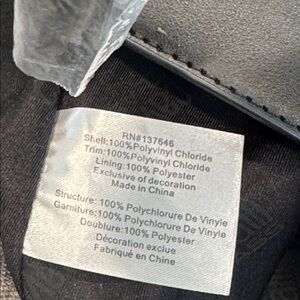 RN#137646
Shell:100%Polyvinyl Chloride
Trim:100%Polyvinyl Chloride
Lining:100% Polyester
Exclusive of decoration
Made in China
Structure: 100% Polychlorure De Vinyle
Garniture:100% Polychlorure De Vinyle
Doublure:100% Polyester
Décoration exclue
Fabriqué en Chine